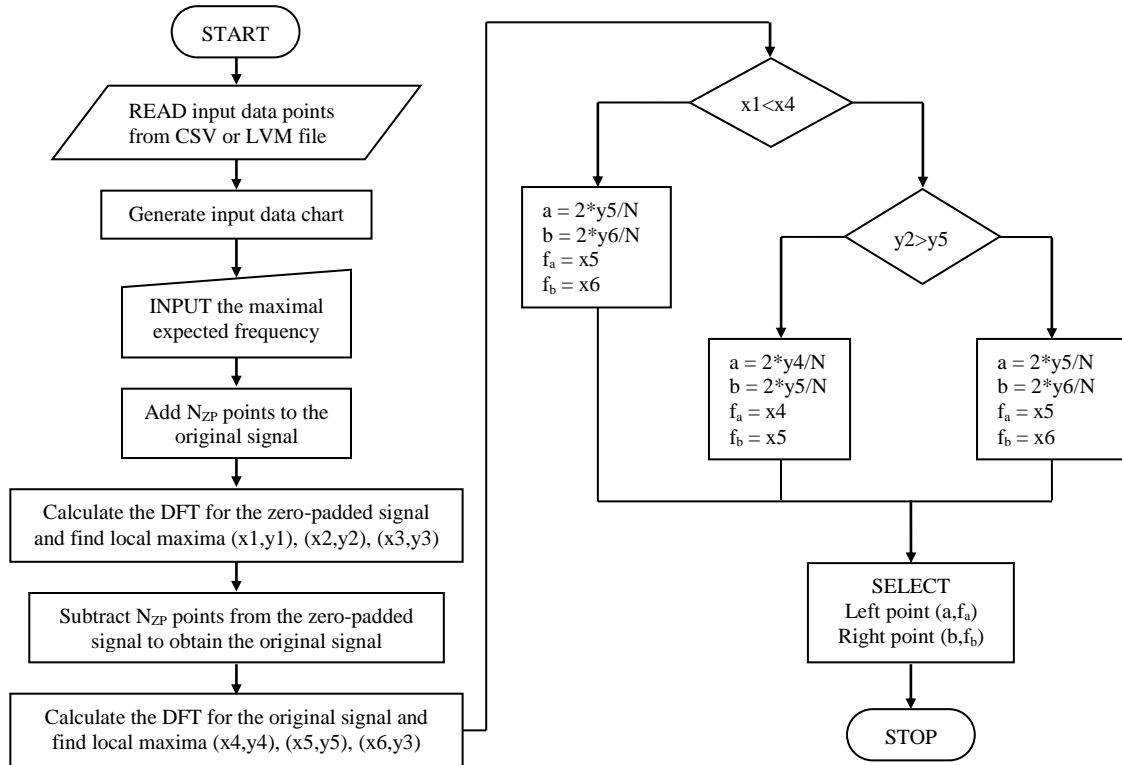 START
READ input data points
from CSV or LVM file
Generate input data chart
INPUT the maximal
expected frequency
Add N_ZP points to the
original signal
Calculate the DFT for the zero-padded signal
and find local maxima (x1,y1), (x2,y2), (x3,y3)
Subtract N_ZP points from the zero-padded
signal to obtain the original signal
Calculate the DFT for the original signal and
find local maxima (x4,y4), (x5,y5), (x6,y3)
x1<x4
a = 2*y5/N
b = 2*y6/N
f_a = x5
f_b = x6
y2>y5
a = 2*y4/N
b = 2*y5/N
f_a = x4
f_b = x5
a = 2*y5/N
b = 2*y6/N
f_a = x5
f_b = x6
SELECT
Left point (a,f_a)
Right point (b,f_b)
STOP